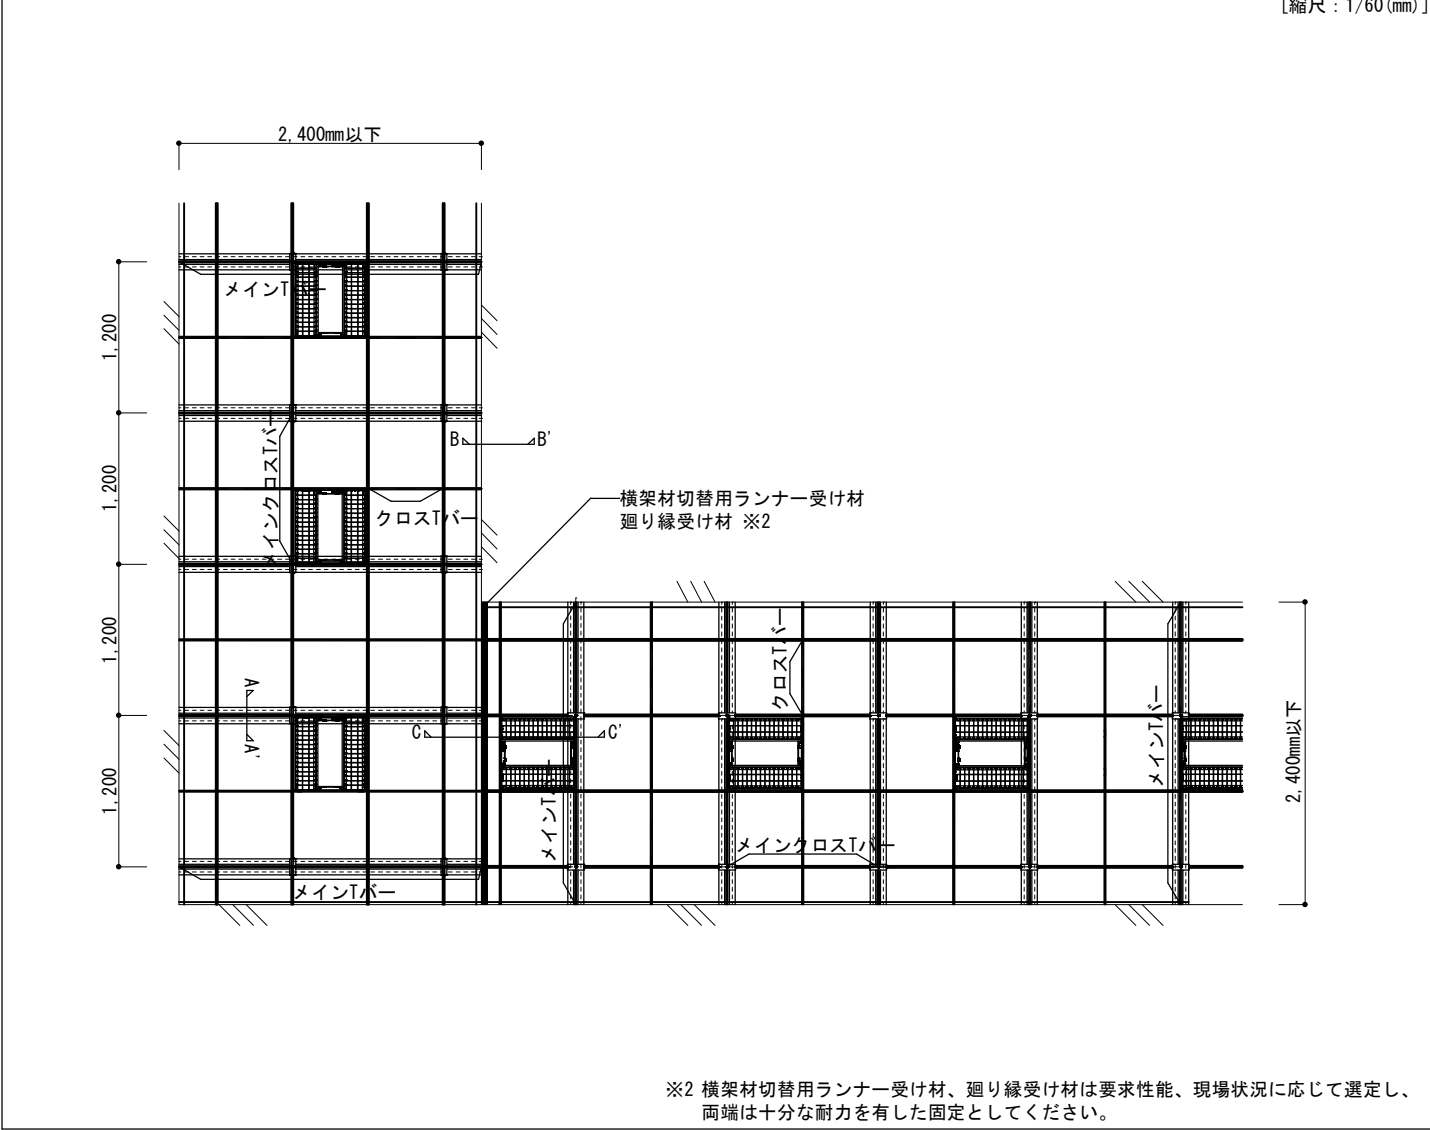 [縮尺：1/60(mm)]
2,400mm以下
メインTバー
1,200
メインクロスTバー
B B'
1,200
クロスTバー
横架材切替用ランナー受け材
廻り縁受け材 ※2
1,200
クロスTバー
A
A'
C C'
メインTバー
2,400mm以下
1,200
メインTバー
メインクロスTバー
メインTバー
※2 横架材切替用ランナー受け材、廻り縁受け材は要求性能、現場状況に応じて選定し、
両端は十分な耐力を有した固定としてください。